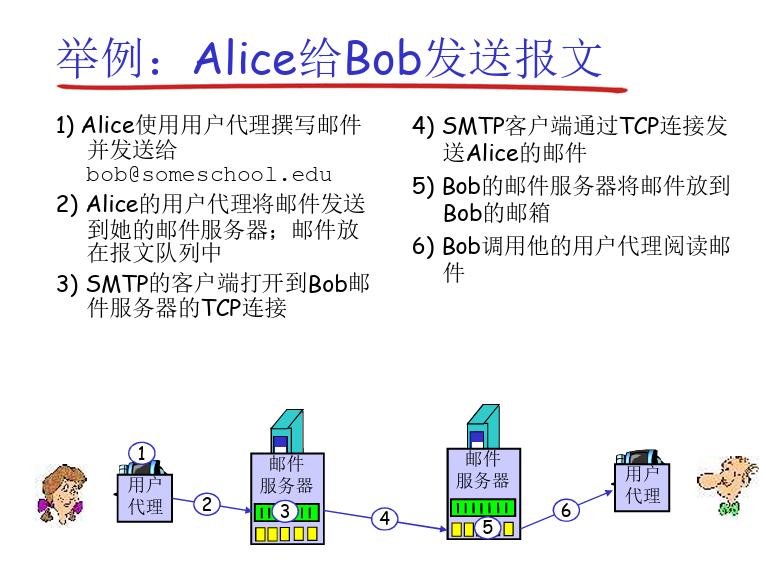 举例：Alice给Bob发送报文
1) Alice使用用户代理撰写邮件
并发送给
bob@someschool.edu
2) Alice的用户代理将邮件发送
到她的邮件服务器；邮件放
在报文队列中
3) SMTP的客户端打开到Bob邮
件服务器的TCP连接
4) SMTP客户端通过TCP连接发
送Alice的邮件
5) Bob的邮件服务器将邮件放到
Bob的邮箱
6) Bob调用他的用户代理阅读邮
件
1
用户
代理
2
邮件
服务器
3
4
邮件
服务器
5
6
用户
代理